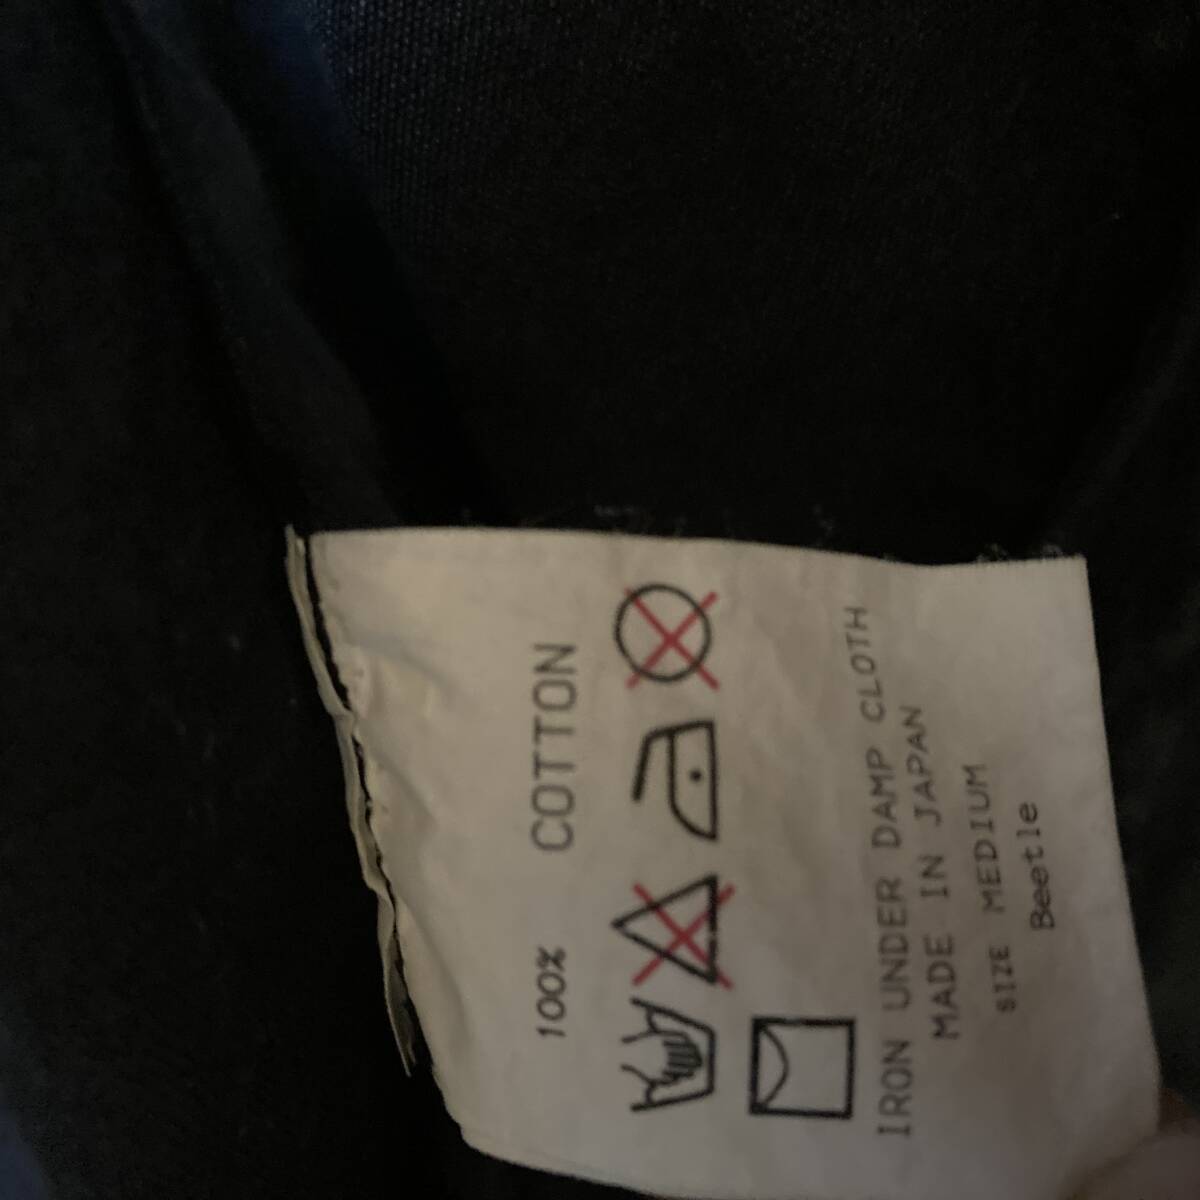 100% COTTON
IRON UNDER DAMP CLOTH
MADE IN JAPAN
SIZE MEDIUM
Beetle